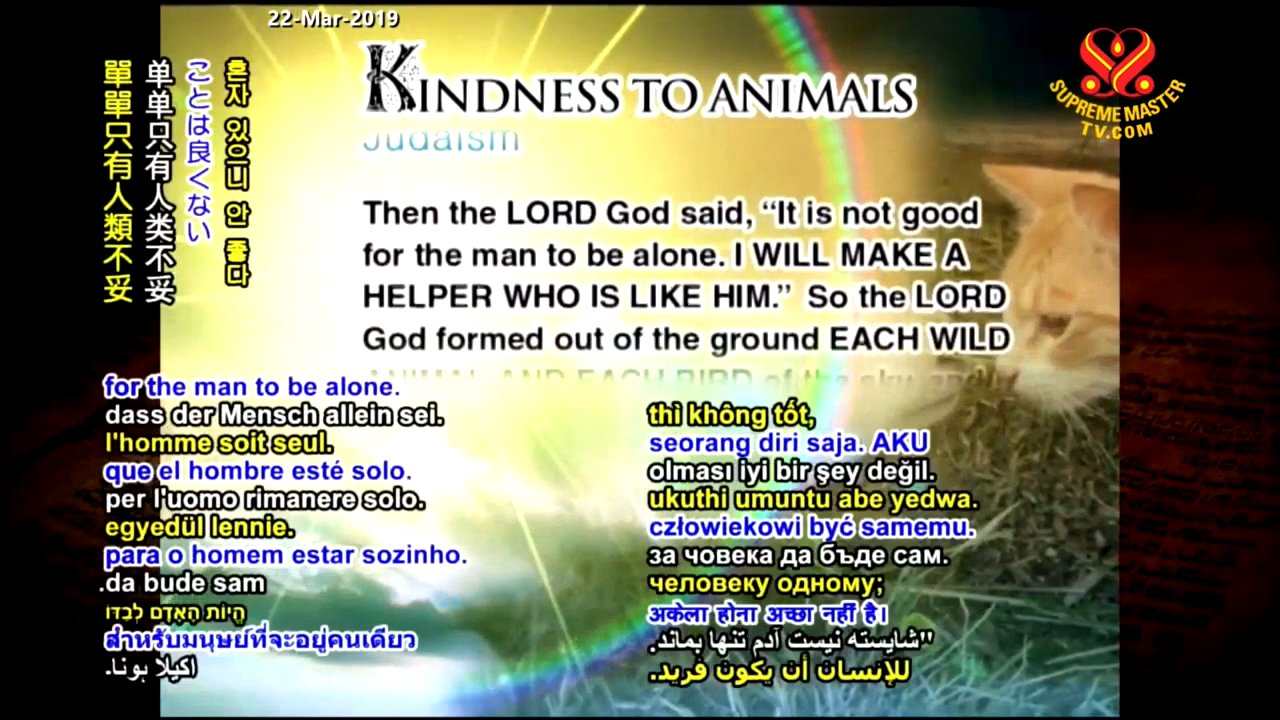 22-Mar-2019
KINDNESS TO ANIMALS
Judaism
SUPREME MASTER
TV.COM
혼자 있으니 안 좋다
ことは良くない
单单只有人类不妥
單單只有人類不妥
Then the LORD God said, “It is not good
for the man to be alone. I WILL MAKE A
HELPER WHO IS LIKE HIM.” So the LORD
God formed out of the ground EACH WILD
ANIMAL AND EACH BIRD of the sky and
for the man to be alone.
dass der Mensch allein sei.
l'homme soit seul.
que el hombre esté solo.
per l'uomo rimanere solo.
egyedül lennie.
para o homem estar sozinho.
.da bude sam
הֱיוֹת הָאָדָם לְבַדּוֹ
สำหรับมนุษย์ที่จะอยู่คนเดียว
اکیلا ہونا.
thì không tốt,
seorang diri saja. AKU
olması iyi bir şey değil.
ukuthi umuntu abe yedwa.
człowiekowi być samemu.
за човека да бъде сам.
человеку одному;
अकेला होना अच्छा नहीं है।
"شایسته نیست آدم تنها بماند.
للإنسان أن يكون فريد.